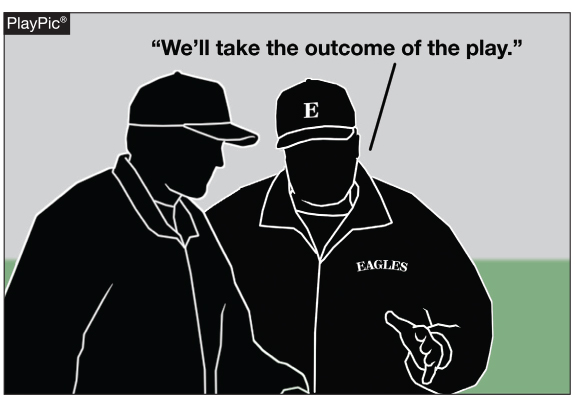 PlayPic®
“We’ll take the outcome of the play.”
E
EAGLES